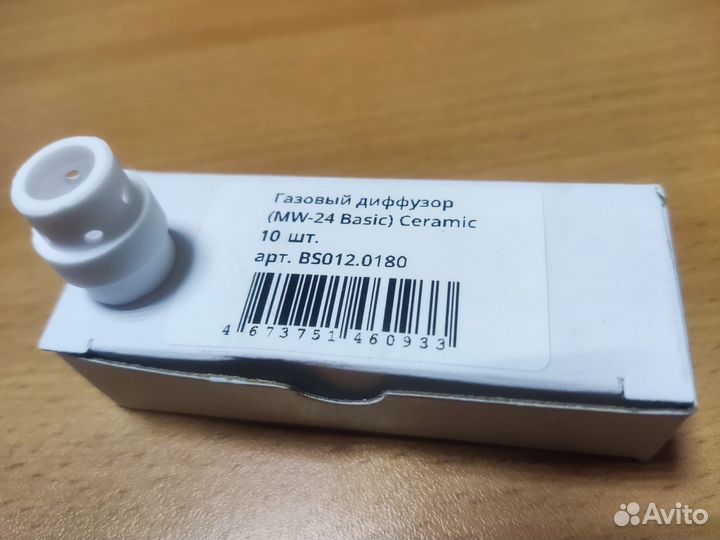 Газовый диффузор
(MW-24 Basic) Ceramic
10 шт.
арт. BS012.0180
4 673751 460933
Avito